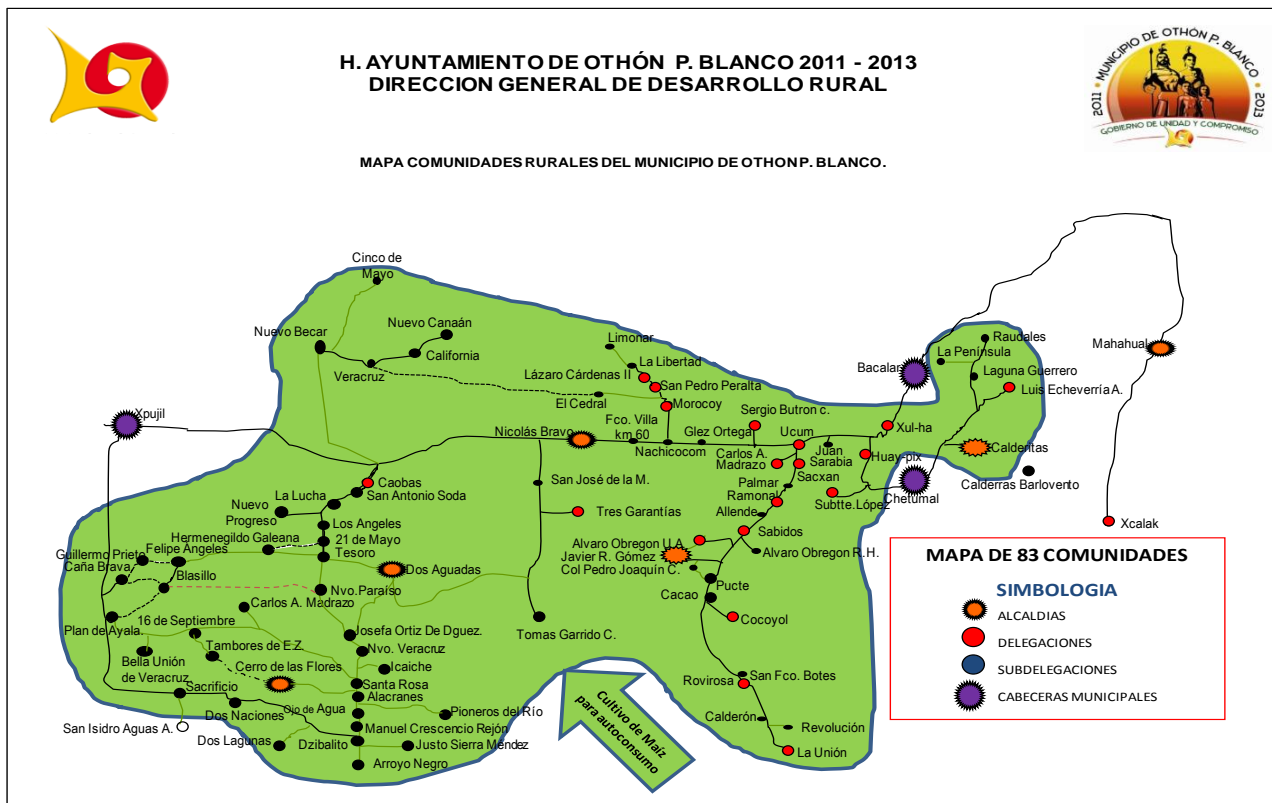 H. AYUNTAMIENTO DE OTHÓN P. BLANCO 2011 - 2013
DIRECCION GENERAL DE DESARROLLO RURAL
2011 • MUNICIPIO DE OTHÓN P. BLANCO • 2013
GOBIERNO DE UNIDAD Y COMPROMISO
MAPA COMUNIDADES RURALES DEL MUNICIPIO DE OTHON P. BLANCO.
Cinco de
Mayo
Nuevo Becar
Nuevo Canaán
California
Veracruz
Limonar
La Libertad
Lázaro Cárdenas II
San Pedro Peralta
El Cedral
Morocoy
Raudales
La Península
Laguna Guerrero
Luis Echeverría A.
Mahahual
Bacalar
Xpujil
Nicolás Bravo
Fco. Villa
km 60
Nachicocom
Glez Ortega
Sergio Butron c.
Ucum
Xul-ha
Carlos A.
Madrazo
Juan
Sarabia
Sacxan
Huay-pix
Calderitas
Calderras Barlovento
Chetumal
Subtte.López
Palmar
Ramonal
Allende
Sabidos
Xcalak
Caobas
San Antonio Soda
La Lucha
Nuevo
Progreso
Los Angeles
21 de Mayo
Tesoro
Hermenegildo Galeana
Felipe Angeles
Guillermo Prieto
Caña Brava
Blasillo
San José de la M.
Tres Garantías
Dos Aguadas
Alvaro Obregon U.A.
Javier R. Gómez
Col Pedro Joaquín C.
Alvaro Obregon R.H.
Pucte
Cacao
Cocoyol
Nvo.Paraíso
Carlos A. Madrazo
Plan de Ayala.
16 de Septiembre
Tambores de E.Z.
Josefa Ortiz De Dguez.
Nvo. Veracruz
Tomas Garrido C.
Bella Unión
de Veracruz.
Cerro de las Flores
Icaiche
Santa Rosa
Sacrificio
Alacranes
San Fco. Botes
Rovirosa
Dos Naciones
Ojo de Agua
Pioneros del Río
San Isidro Aguas A.
Manuel Crescencio Rejón
Calderón
Revolución
Dos Lagunas
Dzibalito
Justo Sierra Méndez
La Unión
Arroyo Negro
Cultivo de Maíz
para autoconsumo
MAPA DE 83 COMUNIDADES
SIMBOLOGIA
ALCALDIAS
DELEGACIONES
SUBDELEGACIONES
CABECERAS MUNICIPALES